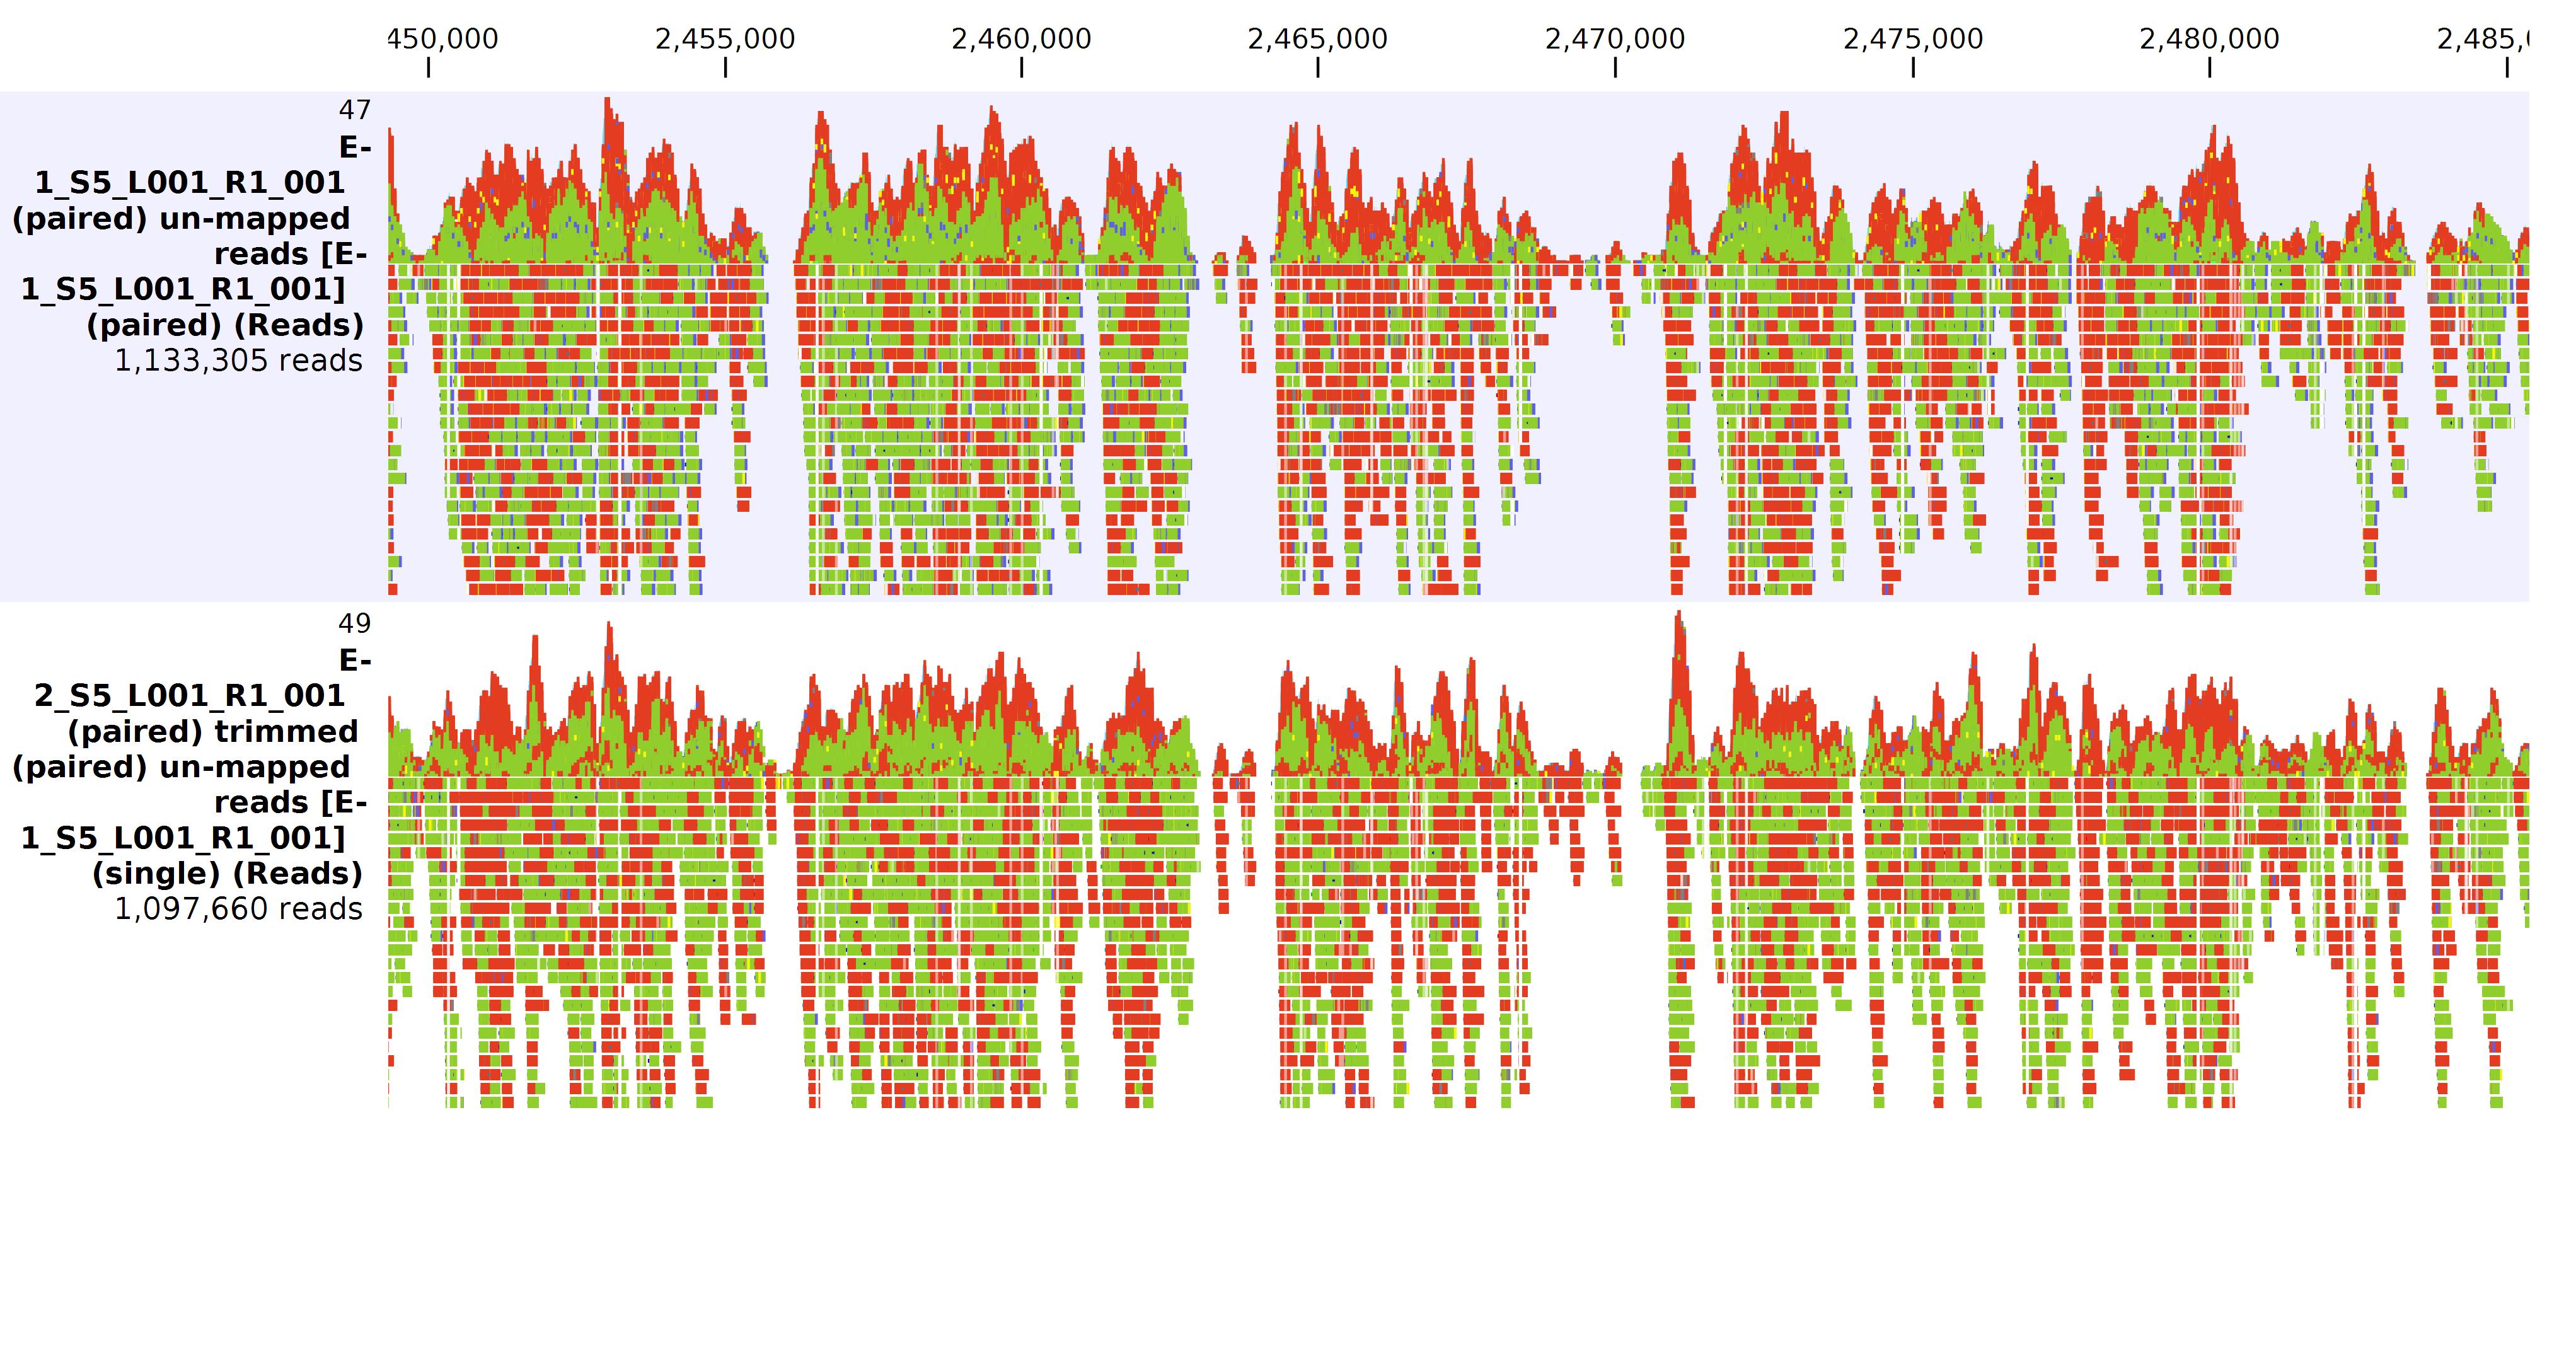 450,000 2,455,000 2,460,000 2,465,000 2,470,000 2,475,000 2,480,000 2,485,
47
E-
1_S5_L001_R1_001
(paired) un-mapped
reads [E-
1_S5_L001_R1_001]
(paired) (Reads)
1,133,305 reads
49
E-
2_S5_L001_R1_001
(paired) trimmed
(paired) un-mapped
reads [E-
1_S5_L001_R1_001]
(single) (Reads)
1,097,660 reads